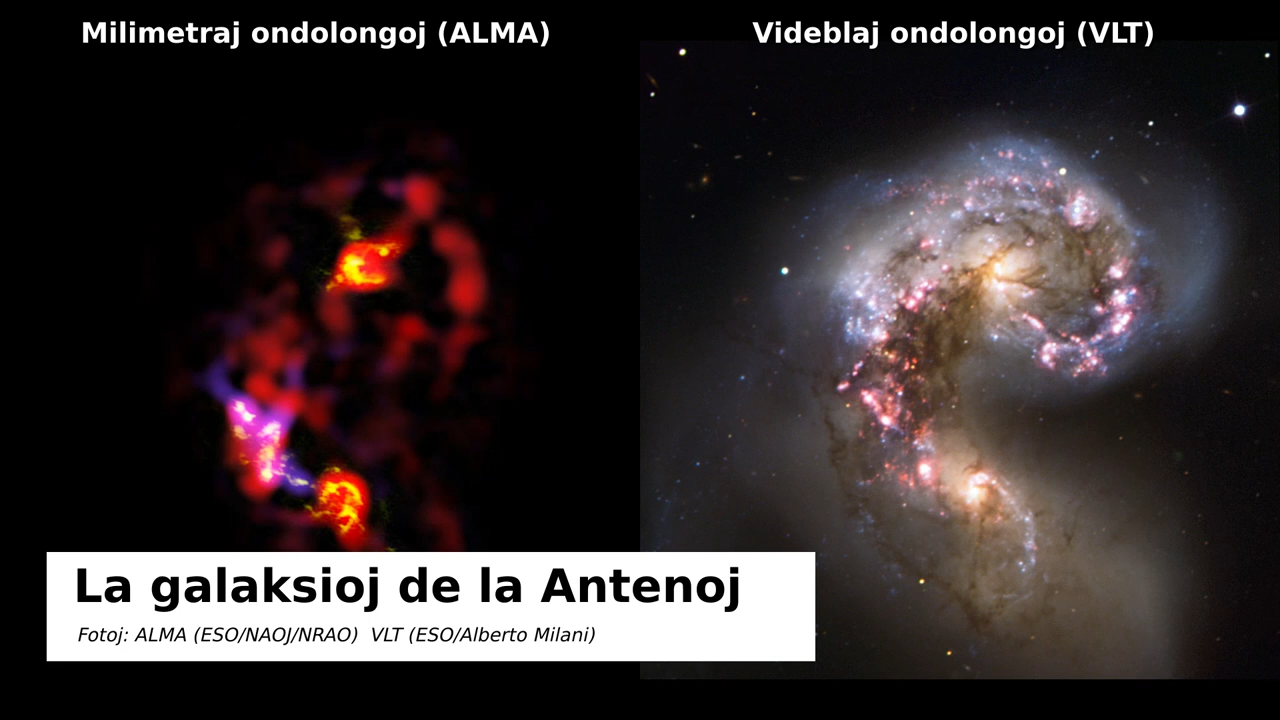 Milimetraj ondolongoj (ALMA)
Videblaj ondolongoj (VLT)
La galaksioj de la Antenoj
Fotoj: ALMA (ESO/NAOJ/NRAO)  VLT (ESO/Alberto Milani)